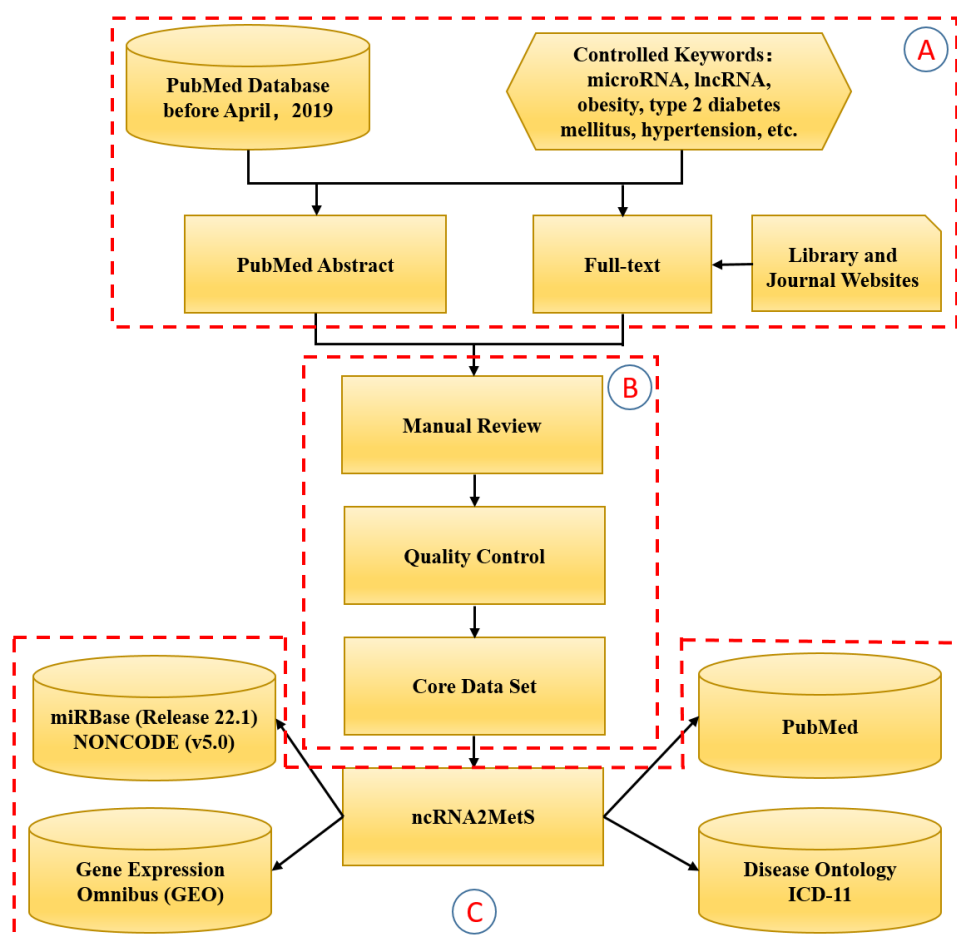 PubMed Database
before April，2019
Controlled Keywords：
microRNA, lncRNA,
obesity, type 2 diabetes
mellitus, hypertension, etc.
A
PubMed Abstract
Full-text
Library and
Journal Websites
B
Manual Review
Quality Control
Core Data Set
miRBase (Release 22.1)
NONCODE (v5.0)
PubMed
ncRNA2MetS
Gene Expression
Omnibus (GEO)
Disease Ontology
ICD-11
C